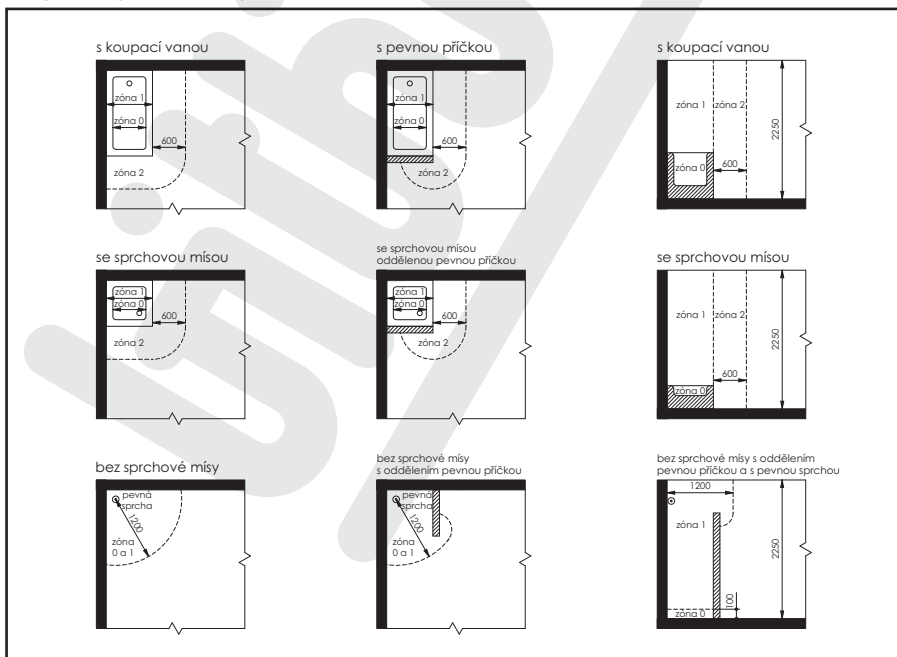 s koupací vanou
zóna 1
zóna 0
600
zóna 2
s pevnou příčkou
zóna 1
zóna 0
600
zóna 2
s koupací vanou
zóna 1
zóna 2
2250
zóna 0
600
se sprchovou mísou
zóna 1
zóna 0
600
zóna 2
se sprchovou mísou
oddělenou pevnou příčkou
zóna 1
zóna 0
600
zóna 2
se sprchovou mísou
zóna 1
zóna 2
2250
600
zóna 0
bez sprchové mísy
pevná
sprcha
1200
zóna
0 a 1
bez sprchové mísy
s oddělením pevnou příčkou
pevná
sprcha
1200
zóna
0 a 1
bez sprchové mísy s oddělením
pevnou příčkou a s pevnou sprchou
1200
zóna 1
2250
100
zóna 0